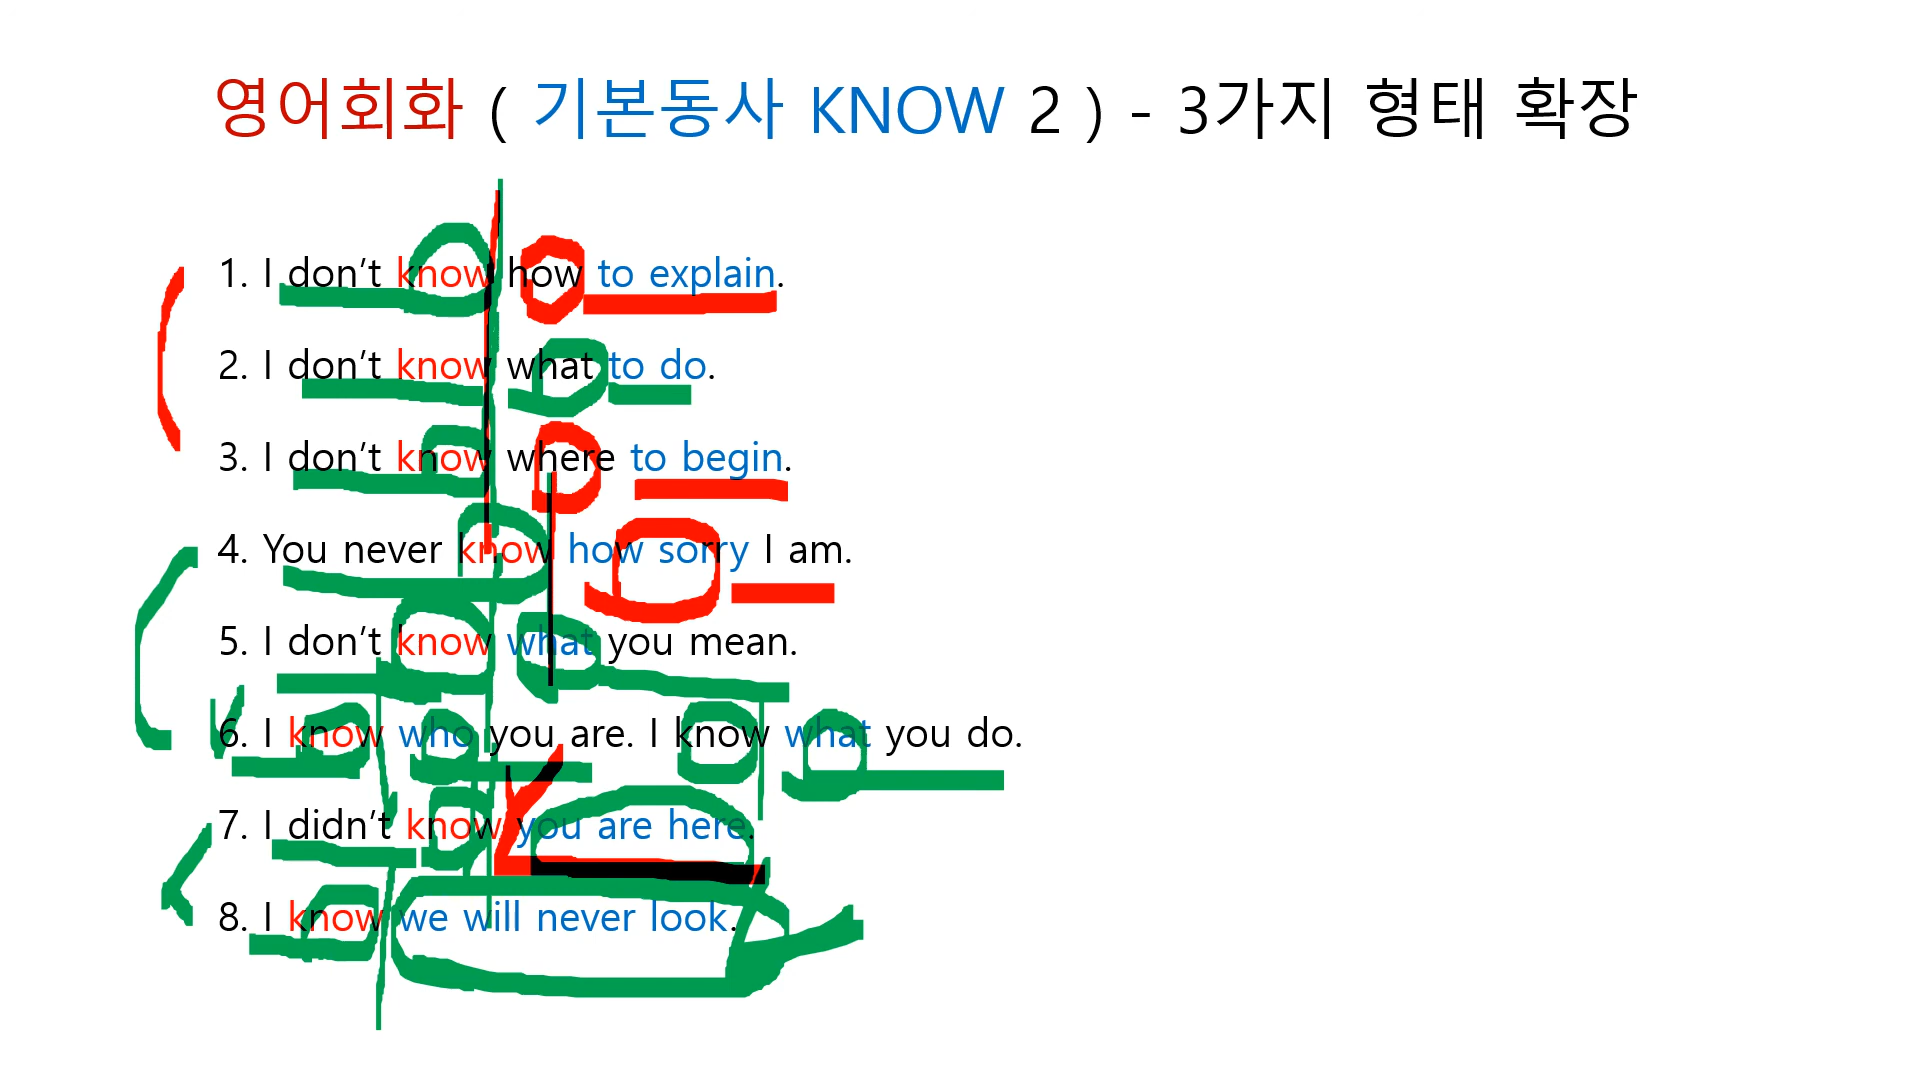 영어회화 ( 기본동사 KNOW 2 ) - 3가지 형태 확장
1. I don’t know how to explain.
2. I don’t know what to do.
3. I don’t know where to begin.
4. You never know how sorry I am.
5. I don’t know what you mean.
6. I know who you are. I know what you do.
7. I didn’t know you are here.
8. I know we will never look.